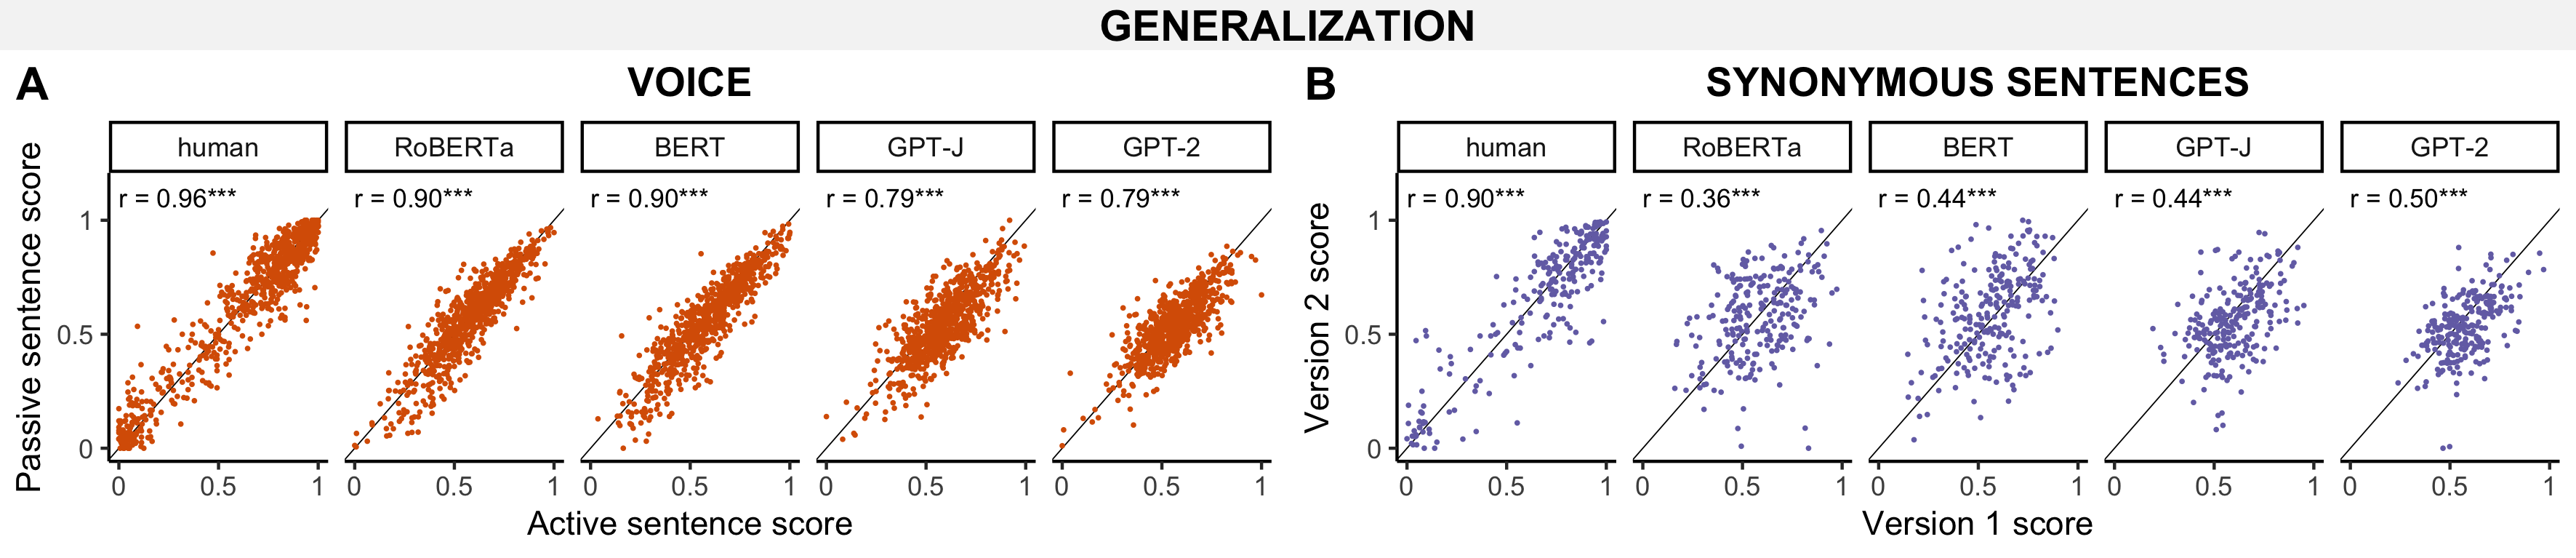 GENERALIZATION
A
VOICE
human
RoBERTa
BERT
GPT-J
GPT-2
r = 0.96***
r = 0.90***
r = 0.90***
r = 0.79***
r = 0.79***
Passive sentence score
1
0.5
0
0 0.5 1
0 0.5 1
0 0.5 1
0 0.5 1
0 0.5 1
Active sentence score
B
SYNONYMOUS SENTENCES
human
RoBERTa
BERT
GPT-J
GPT-2
r = 0.90***
r = 0.36***
r = 0.44***
r = 0.44***
r = 0.50***
Version 2 score
1
0.5
0
0 0.5 1
0 0.5 1
0 0.5 1
0 0.5 1
0 0.5 1
Version 1 score